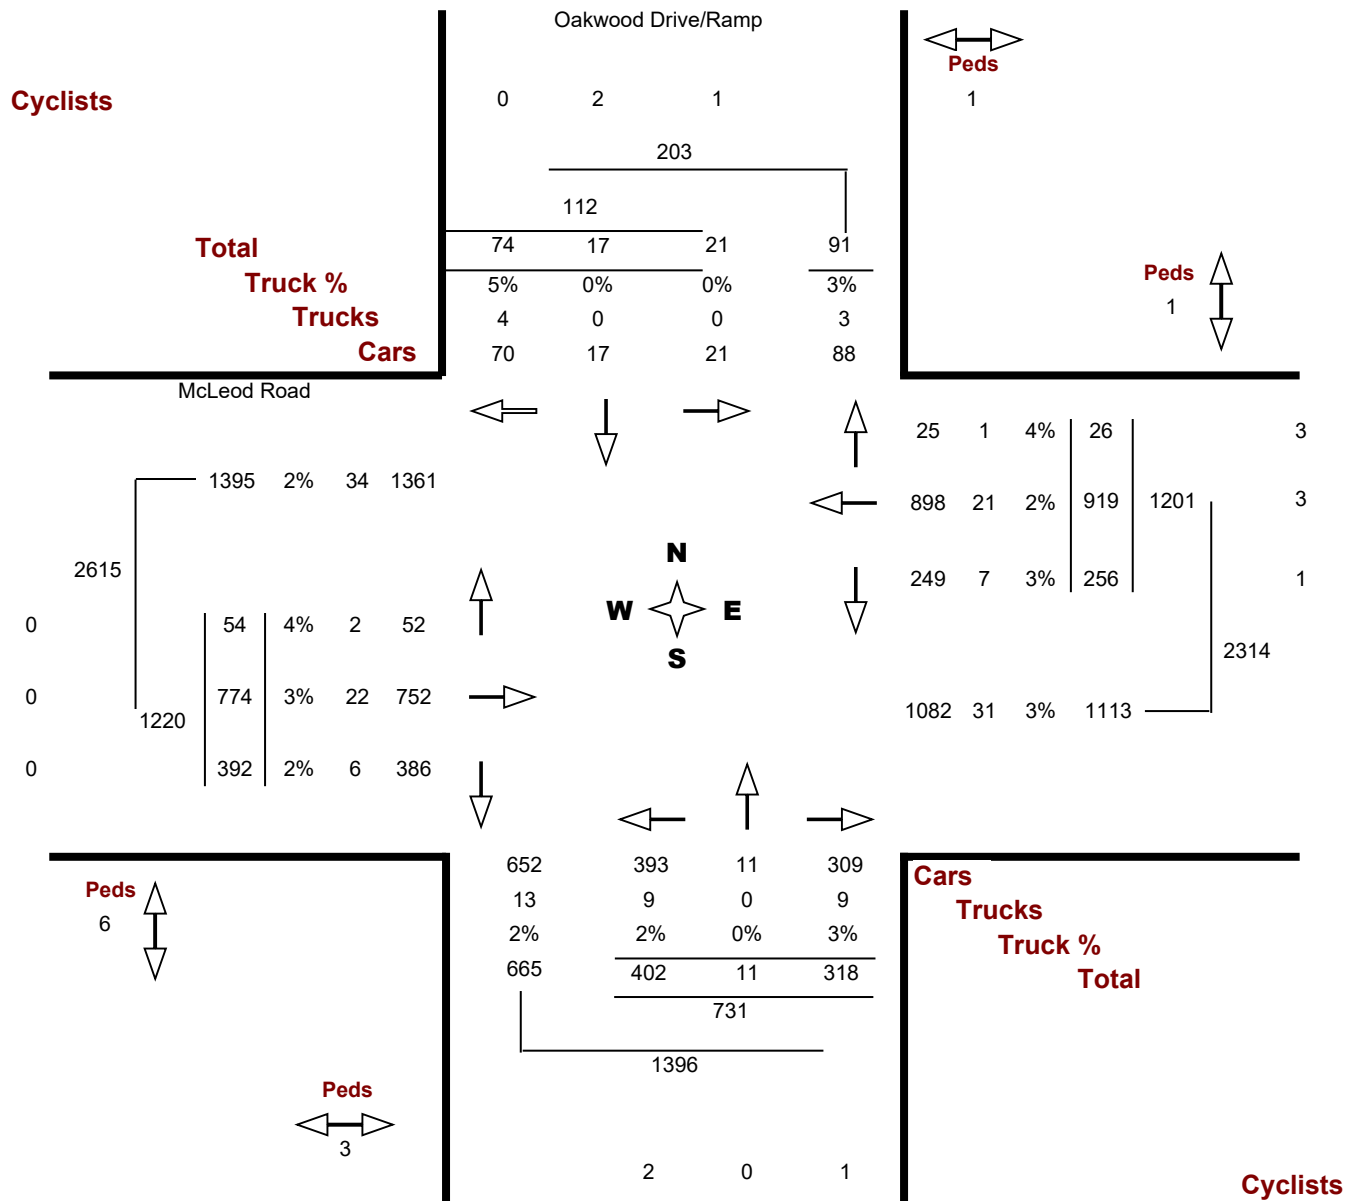 Oakwood Drive/Ramp
Peds
Cyclists 0 2 1 1
203
112
Total 74 17 21 91
Truck % 5% 0% 0% 3% Peds
Trucks 4 0 0 3 1
Cars 70 17 21 88
McLeod Road
25 1 4% 26 3
1395 2% 34 1361
898 21 2% 919 1201 3
N
2615 249 7 3% 256 1
W E
0 54 4% 2 52
S
2314
0 774 3% 22 752
1220 1082 31 3% 1113
0 392 2% 6 386
652 393 11 309 Cars
Peds 13 9 0 9 Trucks
6 2% 2% 0% 3% Truck %
665 402 11 318 Total
731
1396
Peds
3
2 0 1 Cyclists